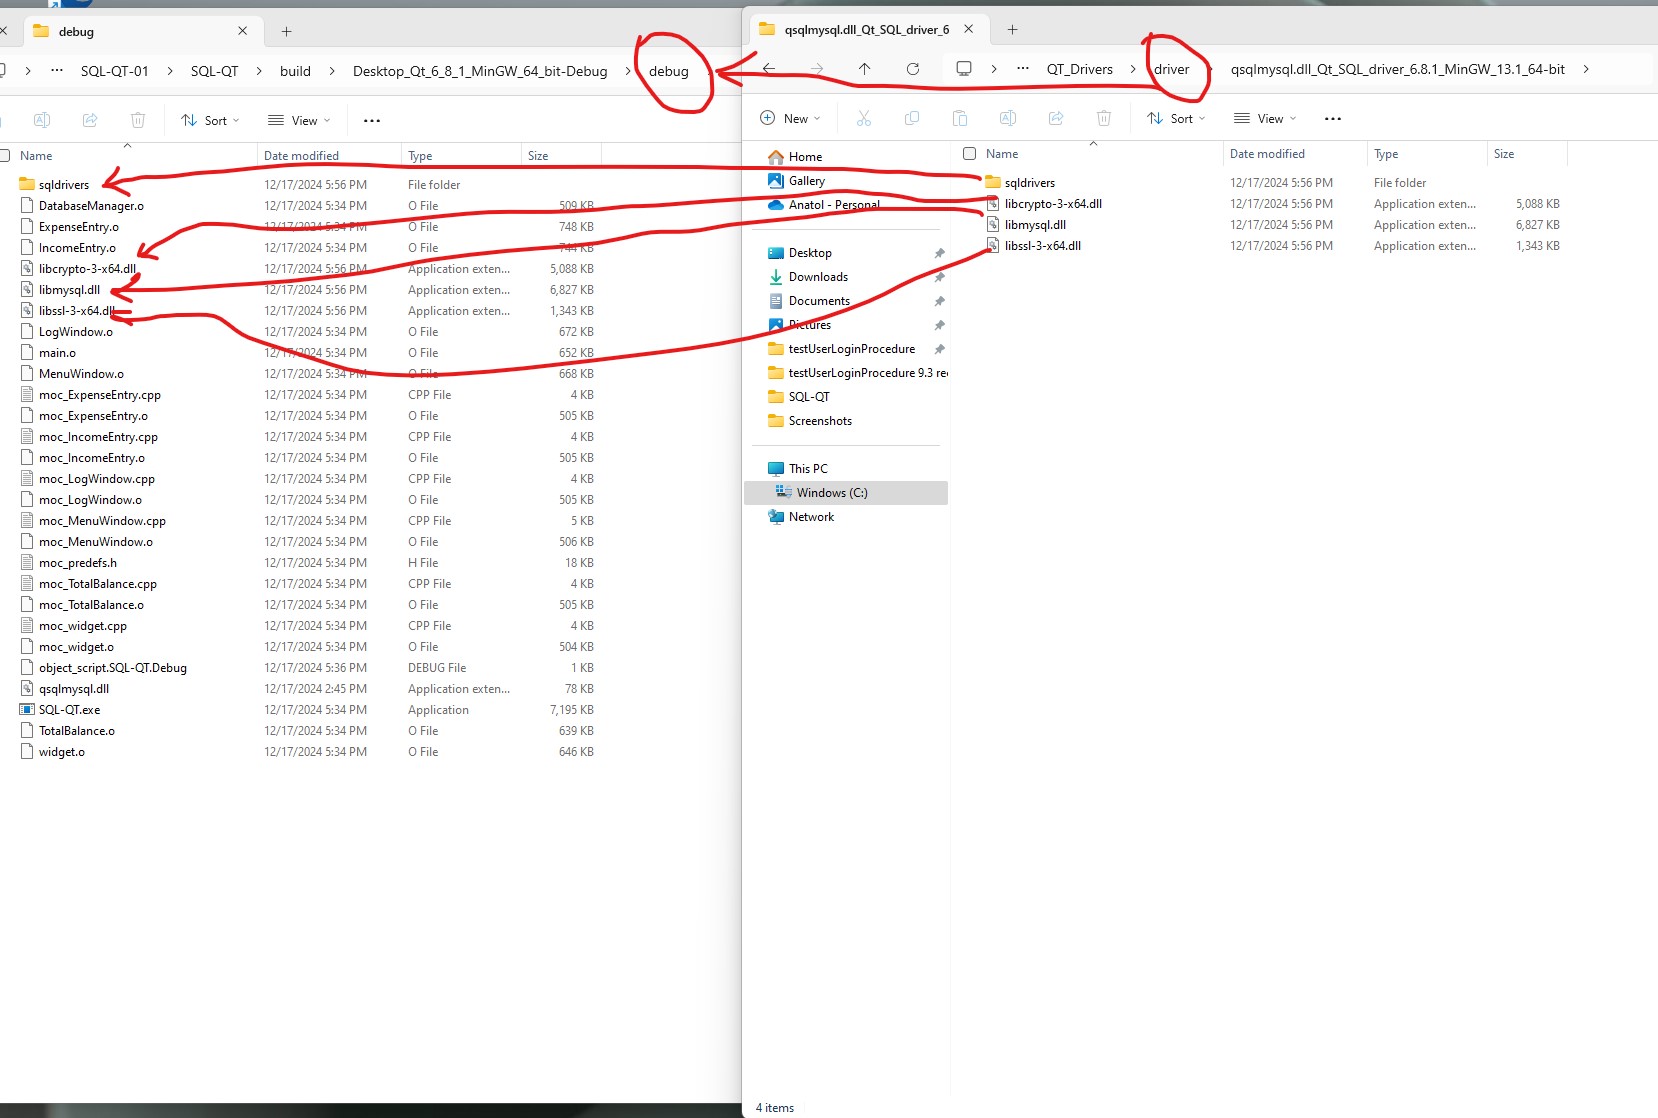 debug
SQL-QT-01 SQL-QT build Desktop_Qt_6_8_1_MinGW_64_bit-Debug debug
Sort View
Name Date modified Type Size
sqldrivers 12/17/2024 5:56 PM File folder
DatabaseManager.o 12/17/2024 5:34 PM O File 509 KB
ExpenseEntry.o 12/17/2024 5:34 PM O File 748 KB
IncomeEntry.o 12/17/2024 5:34 PM O File 744 KB
libcrypto-3-x64.dll 12/17/2024 5:56 PM Application exten... 5,088 KB
libmysql.dll 12/17/2024 5:56 PM Application exten... 6,827 KB
libssl-3-x64.dll 12/17/2024 5:56 PM Application exten... 1,343 KB
LogWindow.o 12/17/2024 5:34 PM O File 672 KB
main.o 12/17/2024 5:34 PM O File 652 KB
MenuWindow.o 12/17/2024 5:34 PM O File 668 KB
moc_ExpenseEntry.cpp 12/17/2024 5:34 PM CPP File 4 KB
moc_ExpenseEntry.o 12/17/2024 5:34 PM O File 505 KB
moc_IncomeEntry.cpp 12/17/2024 5:34 PM CPP File 4 KB
moc_IncomeEntry.o 12/17/2024 5:34 PM O File 505 KB
moc_LogWindow.cpp 12/17/2024 5:34 PM CPP File 4 KB
moc_LogWindow.o 12/17/2024 5:34 PM O File 505 KB
moc_MenuWindow.cpp 12/17/2024 5:34 PM CPP File 5 KB
moc_MenuWindow.o 12/17/2024 5:34 PM O File 506 KB
moc_predefs.h 12/17/2024 5:34 PM H File 18 KB
moc_TotalBalance.cpp 12/17/2024 5:34 PM CPP File 4 KB
moc_TotalBalance.o 12/17/2024 5:34 PM O File 505 KB
moc_widget.cpp 12/17/2024 5:34 PM CPP File 4 KB
moc_widget.o 12/17/2024 5:34 PM O File 504 KB
object_script.SQL-QT.Debug 12/17/2024 5:36 PM DEBUG File 1 KB
qsqlmysql.dll 12/17/2024 2:45 PM Application exten... 78 KB
SQL-QT.exe 12/17/2024 5:34 PM Application 7,195 KB
TotalBalance.o 12/17/2024 5:34 PM O File 639 KB
widget.o 12/17/2024 5:34 PM O File 646 KB
qsqlmysql.dll_Qt_SQL_driver_6
QT_Drivers driver qsqlmysql.dll_Qt_SQL_driver_6.8.1_MinGW_13.1_64-bit
New Sort View
Home
Gallery
Anatol - Personal
Desktop
Downloads
Documents
Pictures
testUserLoginProcedure
testUserLoginProcedure 9.3
SQL-QT
Screenshots
This PC
Windows (C:)
Network
Name Date modified Type Size
sqldrivers 12/17/2024 5:56 PM File folder
libcrypto-3-x64.dll 12/17/2024 5:56 PM Application exten... 5,088 KB
libmysql.dll 12/17/2024 5:56 PM Application exten... 6,827 KB
libssl-3-x64.dll 12/17/2024 5:56 PM Application exten... 1,343 KB
4 items